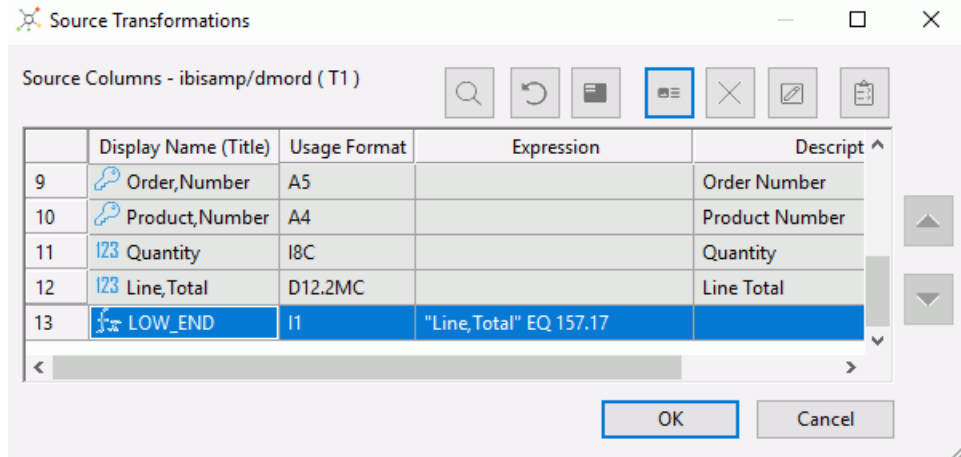 Source Transformations
Source Columns - ibisamp/dmord ( T1 )
Display Name (Title) Usage Format Expression Descript
9 Order,Number A5 Order Number
10 Product,Number A4 Product Number
11 123 Quantity I8C Quantity
12 123 Line,Total D12.2MC Line Total
13 LOW_END I1 "Line,Total" EQ 157.17
OK Cancel